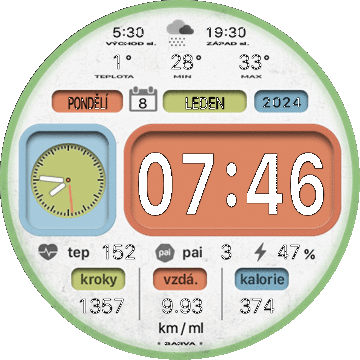 5:30 19:30
VÝCHOD sl. ZÁPAD sl.
1° 28° 33°
TEPLOTA MIN MAX
PONDĚLÍ 8 LEDEN 2024
07:46
tep 152 pai pai 3 47%
kroky vzdá. kalorie
1357 9.93 374
km/ml
BARVA